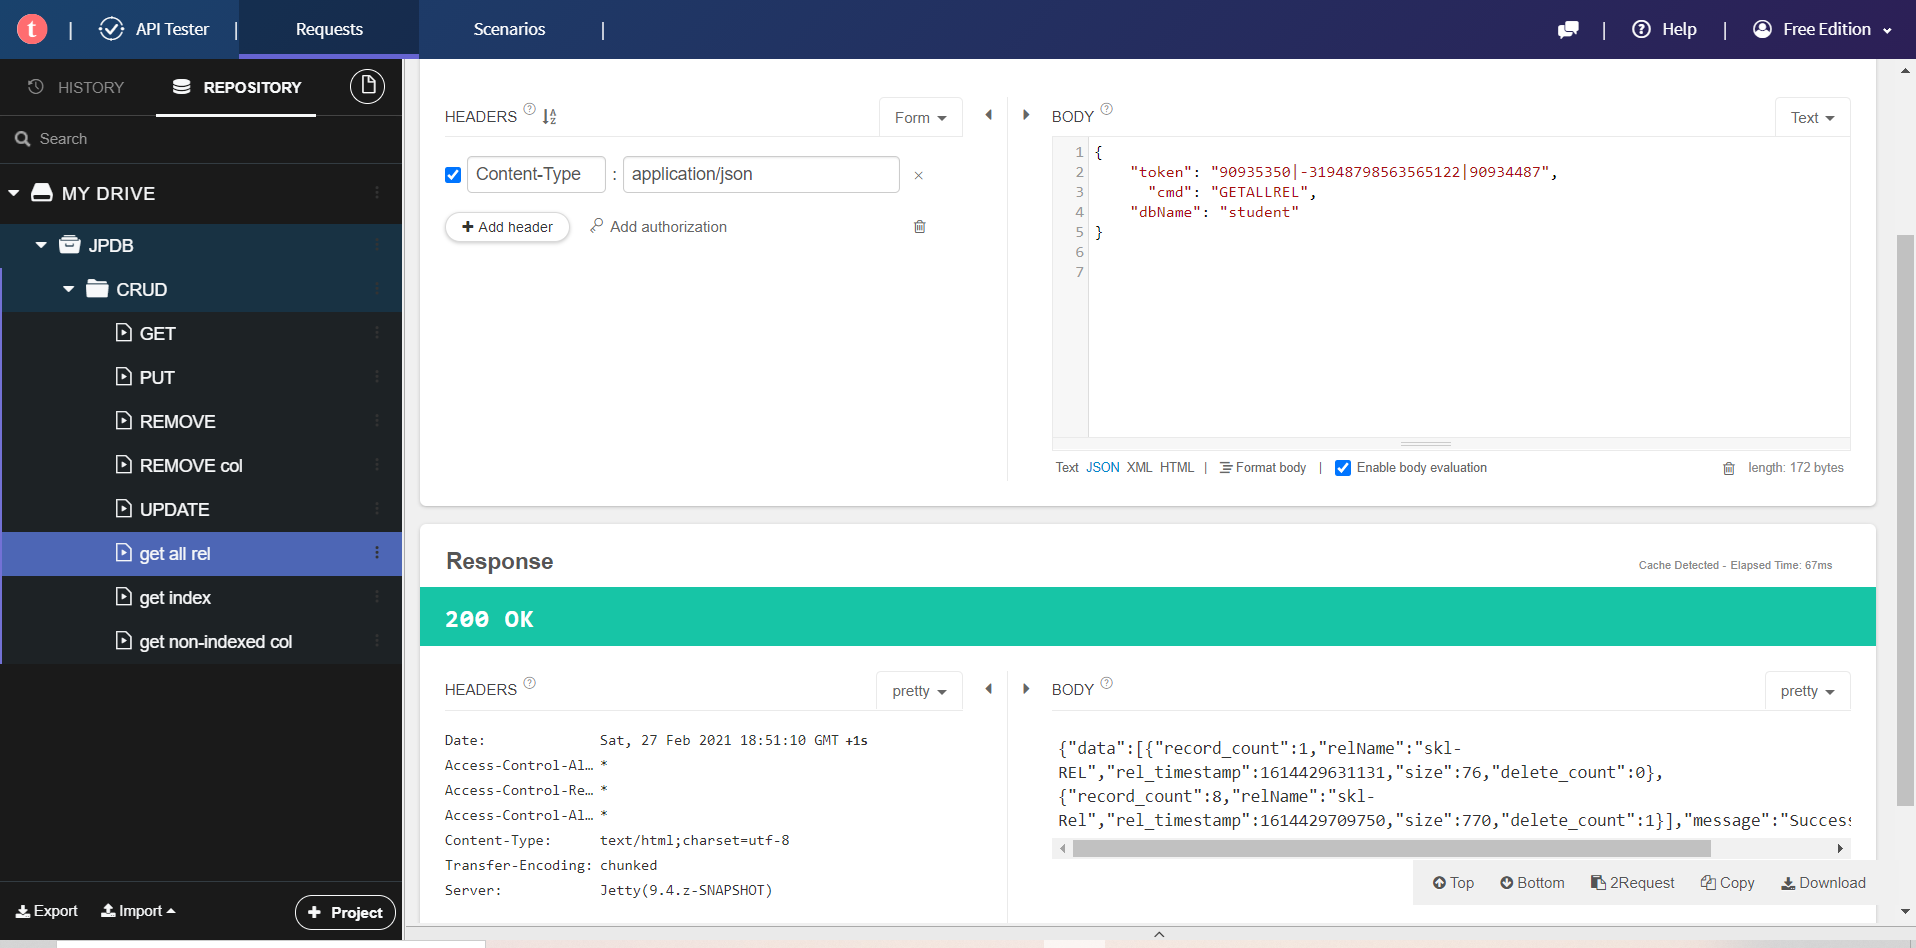 t | API Tester | Requests Scenarios | | Help | Free Edition
HISTORY REPOSITORY
Search
MY DRIVE
JPDB
CRUD
GET
PUT
REMOVE
REMOVE col
UPDATE
get all rel
get index
get non-indexed col
Export Import + Project
HEADERS ? Form
Content-Type : application/json ×
+ Add header Add authorization
BODY ? Text
1 {
2 "token": "90935350|-31948798563565122|90934487",
3 "cmd": "GETALLREL",
4 "dbName": "student"
5 }
6
7
Text JSON XML HTML | Format body | Enable body evaluation length: 172 bytes
Response
Cache Detected - Elapsed Time: 67ms
200 OK
HEADERS ? pretty
Date: Sat, 27 Feb 2021 18:51:10 GMT +1s
Access-Control-Al… *
Access-Control-Re… *
Access-Control-Al… *
Content-Type: text/html;charset=utf-8
Transfer-Encoding: chunked
Server: Jetty(9.4.z-SNAPSHOT)
BODY ? pretty
{"data":[{"record_count":1,"relName":"skl-
REL","rel_timestamp":1614429631131,"size":76,"delete_count":0},
{"record_count":8,"relName":"skl-
Rel","rel_timestamp":1614429709750,"size":770,"delete_count":1}],"message":"Success
Top Bottom 2Request Copy Download